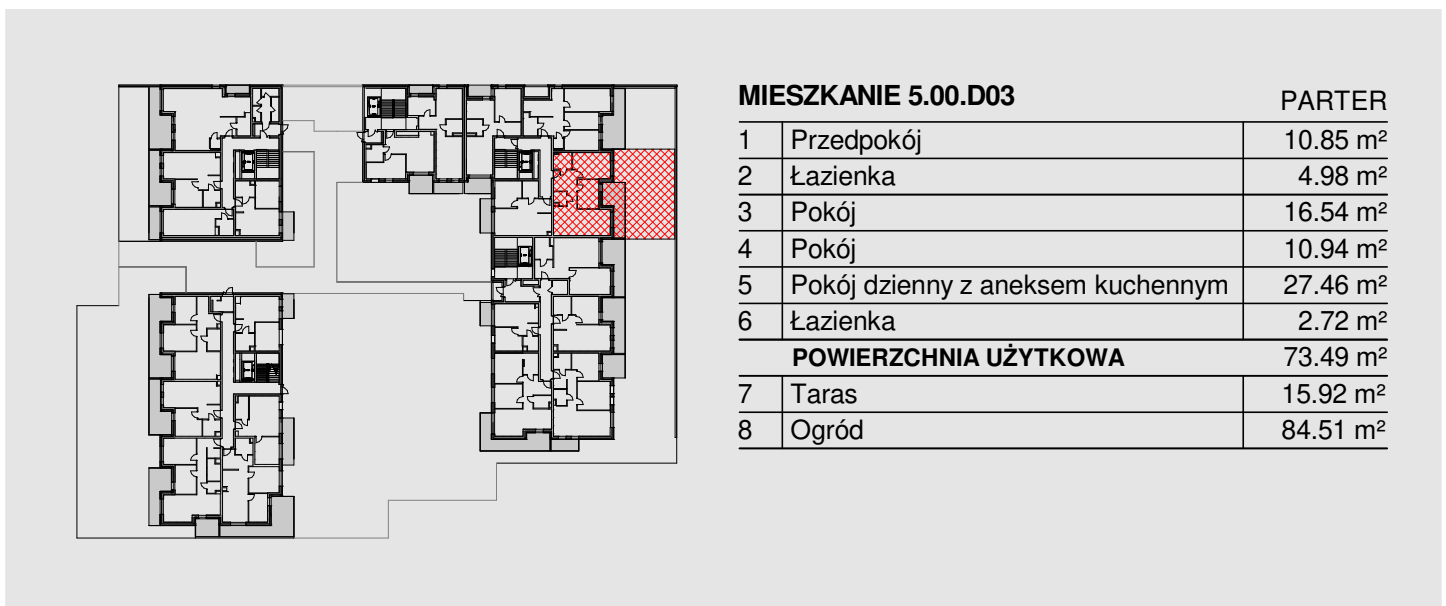 MIESZKANIE 5.00.D03 PARTER
1 Przedpokój 10.85 m²
2 Łazienka 4.98 m²
3 Pokój 16.54 m²
4 Pokój 10.94 m²
5 Pokój dzienny z aneksem kuchennym 27.46 m²
6 Łazienka 2.72 m²
POWIERZCHNIA UŻYTKOWA 73.49 m²
7 Taras 15.92 m²
8 Ogród 84.51 m²